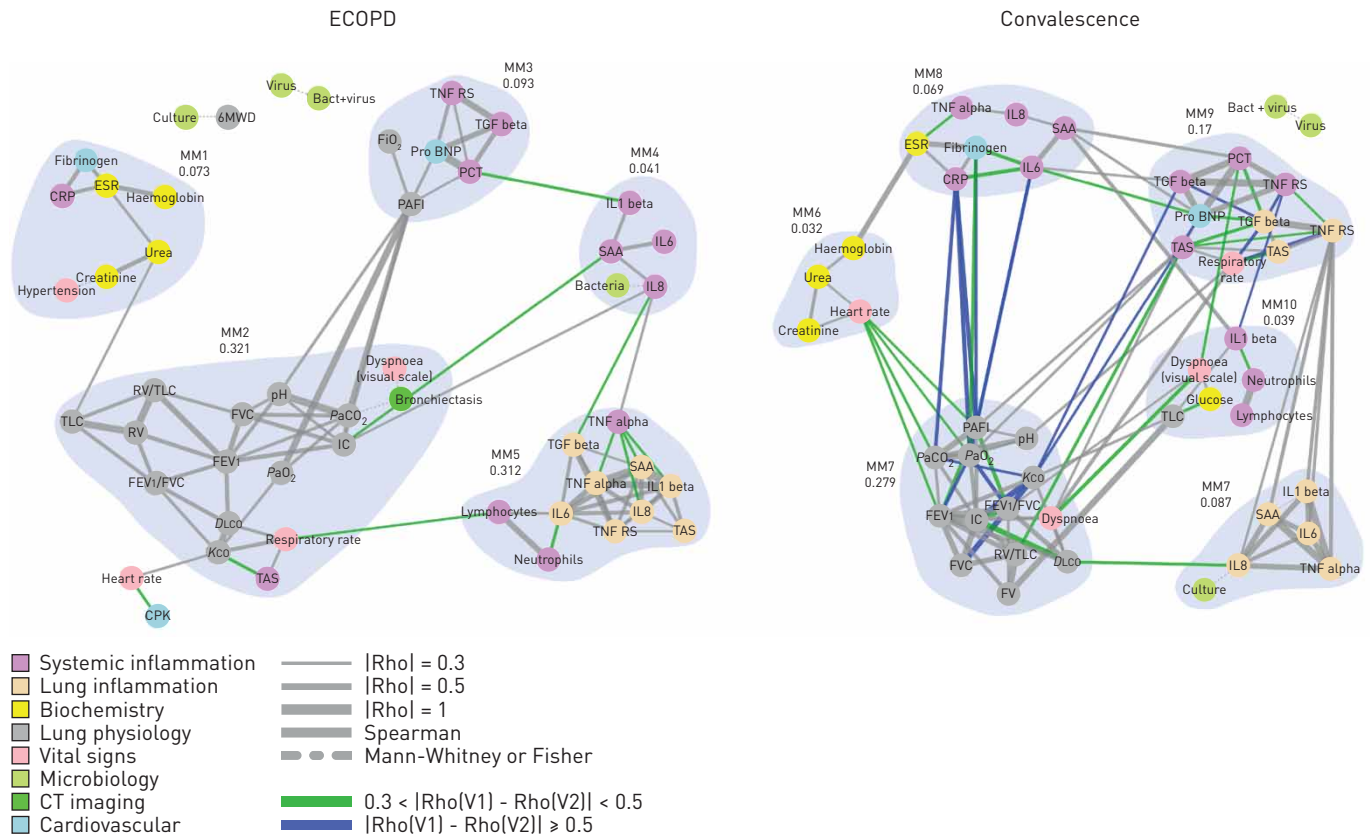 ECOPD
Convalescence
Virus
Bact+virus
Culture
6MWD
MM3
0.093
TNF RS
TGF beta
FiO2
Pro BNP
PCT
PAFI
Fibrinogen
MM1
0.073
CRP
ESR
Haemoglobin
Urea
Creatinine
Hypertension
MM4
0.041
IL1 beta
SAA
IL6
Bacteria
IL8
MM2
0.321
Dyspnoea
(visual scale)
Bronchiectasis
RV/TLC
pH
PaCO2
TLC
FVC
RV
IC
FEV1
PaO2
FEV1/FVC
DLCO
KCO
Respiratory rate
TAS
Heart rate
CPK
MM5
0.312
TNF alpha
TGF beta
SAA
TNF alpha
IL1 beta
Lymphocytes
IL6
IL8
TNF RS
TAS
Neutrophils
MM8
0.069
TNF alpha
IL8
SAA
ESR
Fibrinogen
CRP
IL6
MM9
0.17
Bact + virus
Virus
PCT
TGF beta
TNF RS
Pro BNP
TGF beta
TNF RS
TAS
TAS
Respiratory
rate
MM6
0.032
Haemoglobin
Urea
Heart rate
Creatinine
MM10
0.039
IL1 beta
Dyspnoea
(visual scale)
Neutrophils
Glucose
TLC
Lymphocytes
PAFI
pH
PaCO2
PaO2
KCO
MM7
0.279
FEV1/FVC
FEV1
IC
Dyspnoea
RV/TLC
FVC
DLCO
FV
MM7
0.087
IL1 beta
SAA
IL6
IL8
TNF alpha
Culture
Systemic inflammation
Lung inflammation
Biochemistry
Lung physiology
Vital signs
Microbiology
CT imaging
Cardiovascular
|Rho| = 0.3
|Rho| = 0.5
|Rho| = 1
Spearman
Mann-Whitney or Fisher
0.3 < |Rho(V1) - Rho(V2)| < 0.5
|Rho(V1) - Rho(V2)| ⩾ 0.5